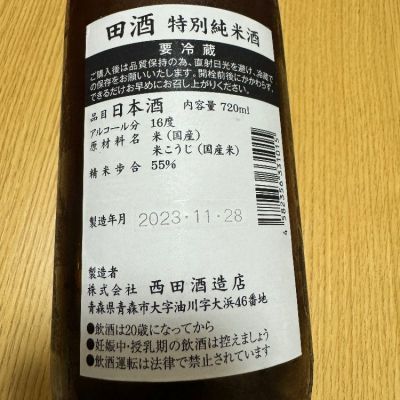 田酒 特別純米酒
要冷蔵
ご購入後は品質保持の為、直射日光を避け、冷蔵で
の保存をお願いいたします。開栓前後にかかわらず、
できるだけお早めにお召し上がりください。
品目 日本酒 内容量 720ml
アルコール分 16度
原材料名 米(国産)
米こうじ(国産米)
精米歩合 55%
製造年月 2023·11·28
製造者
株式会社 西田酒造店
青森県青森市大字油川字大浜46番地
●飲酒は20歳になってから
●妊娠中・授乳期の飲酒は控えましょう
●飲酒運転は法律で禁止されています